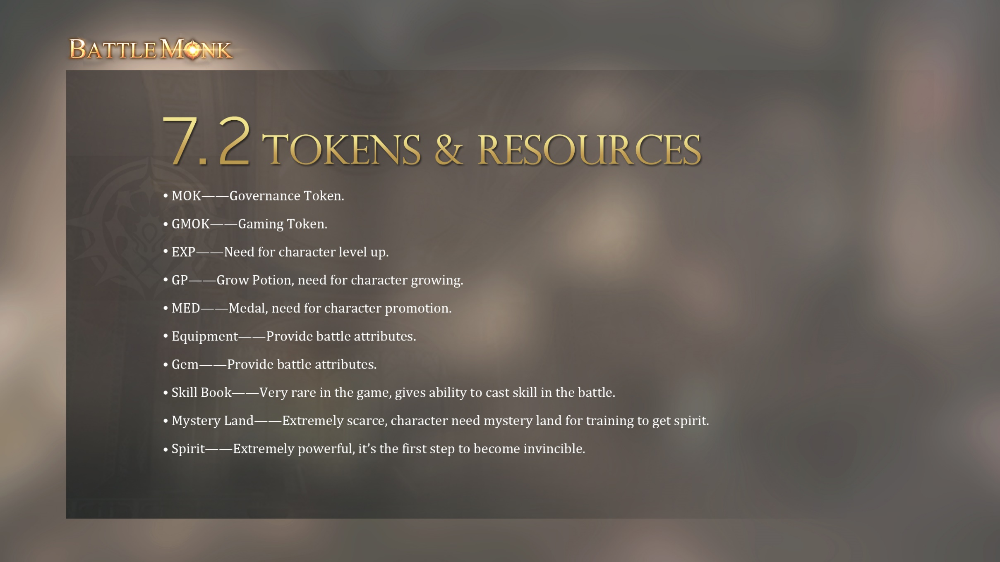 BATTLE MONK
7.2 TOKENS & RESOURCES
• MOK——Governance Token.
• GMOK——Gaming Token.
• EXP——Need for character level up.
• GP——Grow Potion, need for character growing.
• MED——Medal, need for character promotion.
• Equipment——Provide battle attributes.
• Gem——Provide battle attributes.
• Skill Book——Very rare in the game, gives ability to cast skill in the battle.
• Mystery Land——Extremely scarce, character need mystery land for training to get spirit.
• Spirit——Extremely powerful, it’s the first step to become invincible.